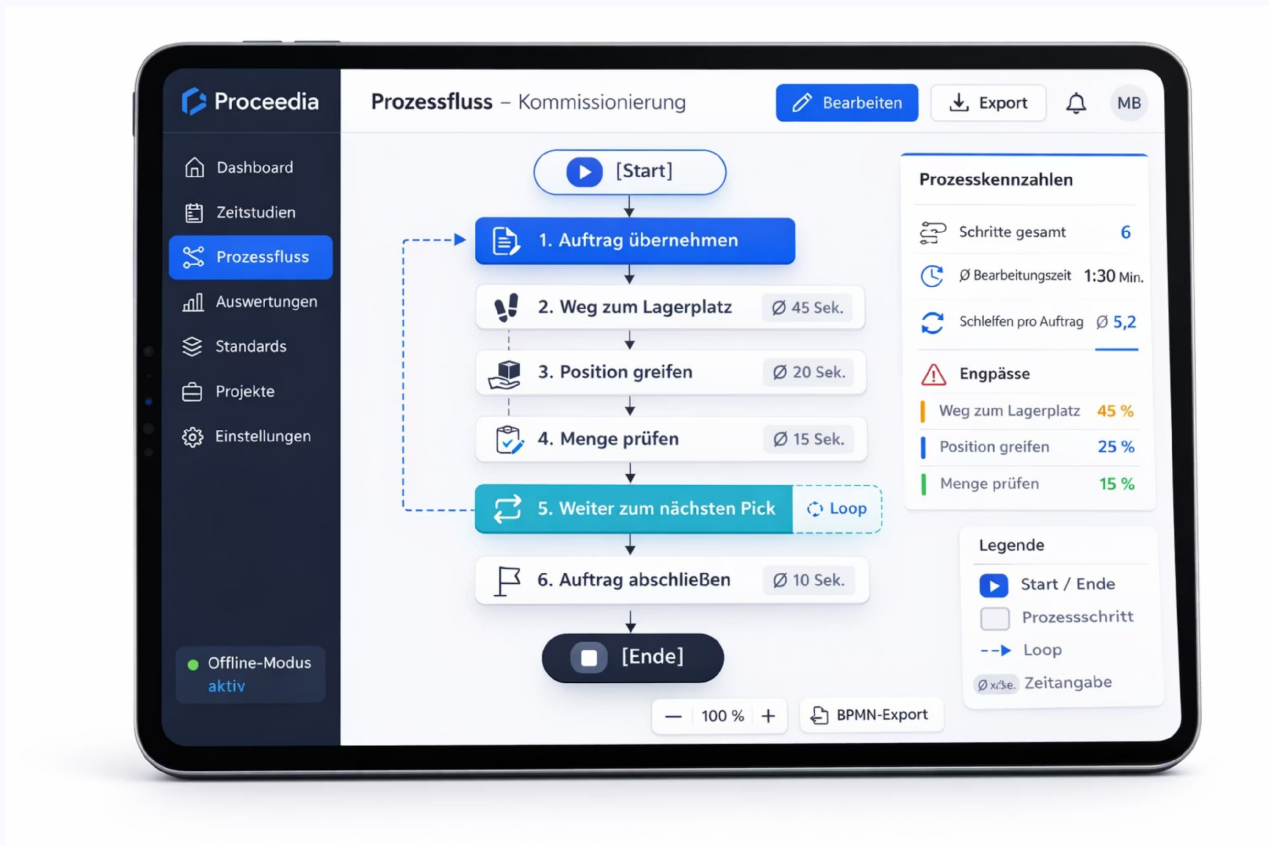 Proceedia
Dashboard
Zeitstudien
Prozessfluss
Auswertungen
Standards
Projekte
Einstellungen
Offline-Modus
aktiv
Prozessfluss – Kommissionierung
Bearbeiten
Export
MB
[Start]
1. Auftrag übernehmen
2. Weg zum Lagerplatz
Ø 45 Sek.
3. Position greifen
Ø 20 Sek.
4. Menge prüfen
Ø 15 Sek.
5. Weiter zum nächsten Pick
Loop
6. Auftrag abschließen
Ø 10 Sek.
[Ende]
100 %
BPMN-Export
Prozesskennzahlen
Schritte gesamt 6
Ø Bearbeitungszeit 1:30 Min.
Schlelfen pro Auftrag Ø 5,2
Engpässe
Weg zum Lagerplatz 45 %
Position greifen 25 %
Menge prüfen 15 %
Legende
Start / Ende
Prozessschritt
Loop
Ø Zeitangabe